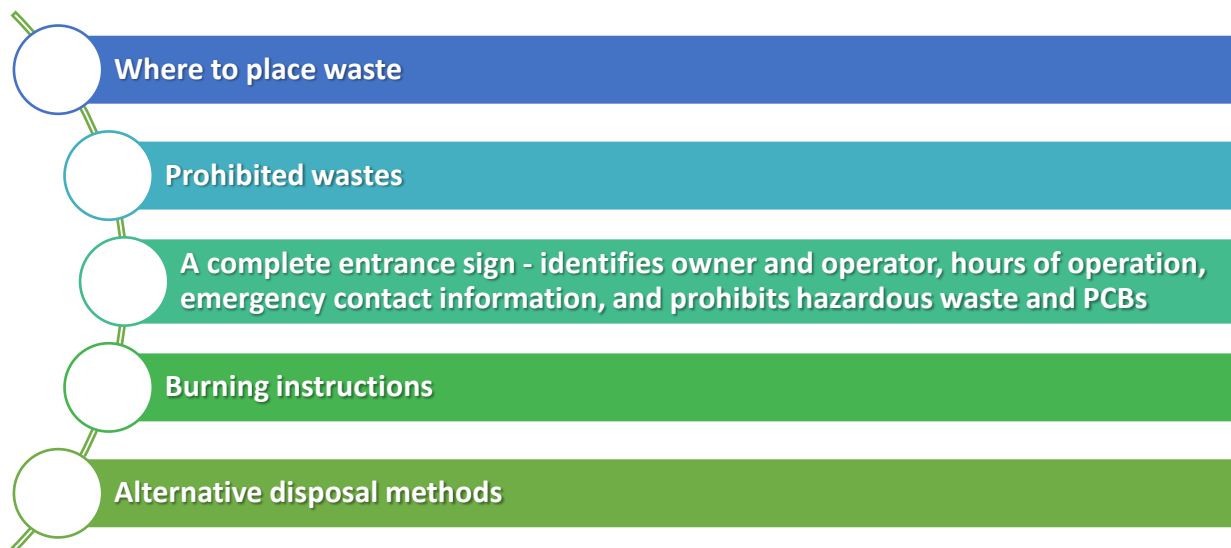 Where to place waste
Prohibited wastes
A complete entrance sign - identifies owner and operator, hours of operation,
emergency contact information, and prohibits hazardous waste and PCBs
Burning instructions
Alternative disposal methods